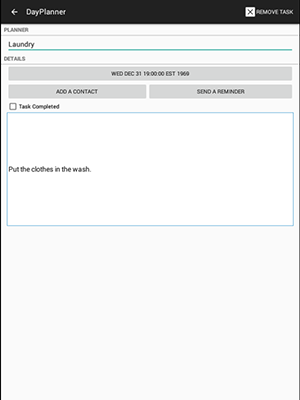 DayPlanner
REMOVE TASK
PLANNER
Laundry
DETAILS
WED DEC 31 19:00:00 EST 1969
ADD A CONTACT
SEND A REMINDER
Task Completed
Put the clothes in the wash.